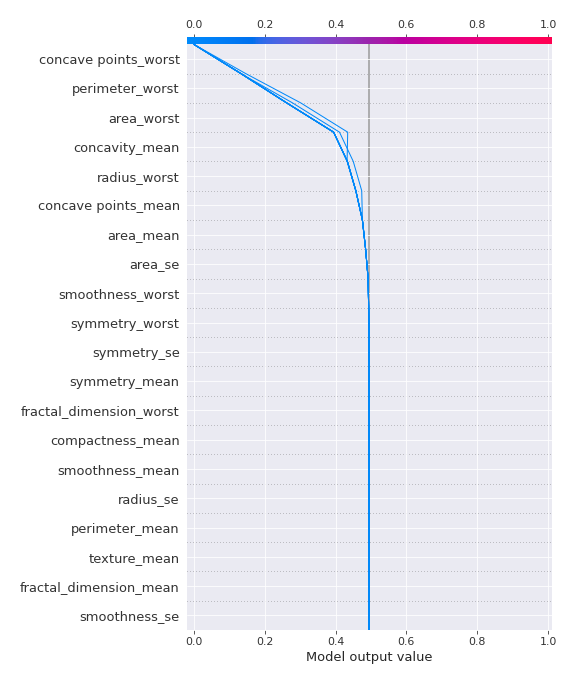 0.0 0.2 0.4 0.6 0.8 1.0
concave points_worst
perimeter_worst
area_worst
concavity_mean
radius_worst
concave points_mean
area_mean
area_se
smoothness_worst
symmetry_worst
symmetry_se
symmetry_mean
fractal_dimension_worst
compactness_mean
smoothness_mean
radius_se
perimeter_mean
texture_mean
fractal_dimension_mean
smoothness_se
0.0 0.2 0.4 0.6 0.8 1.0
Model output value